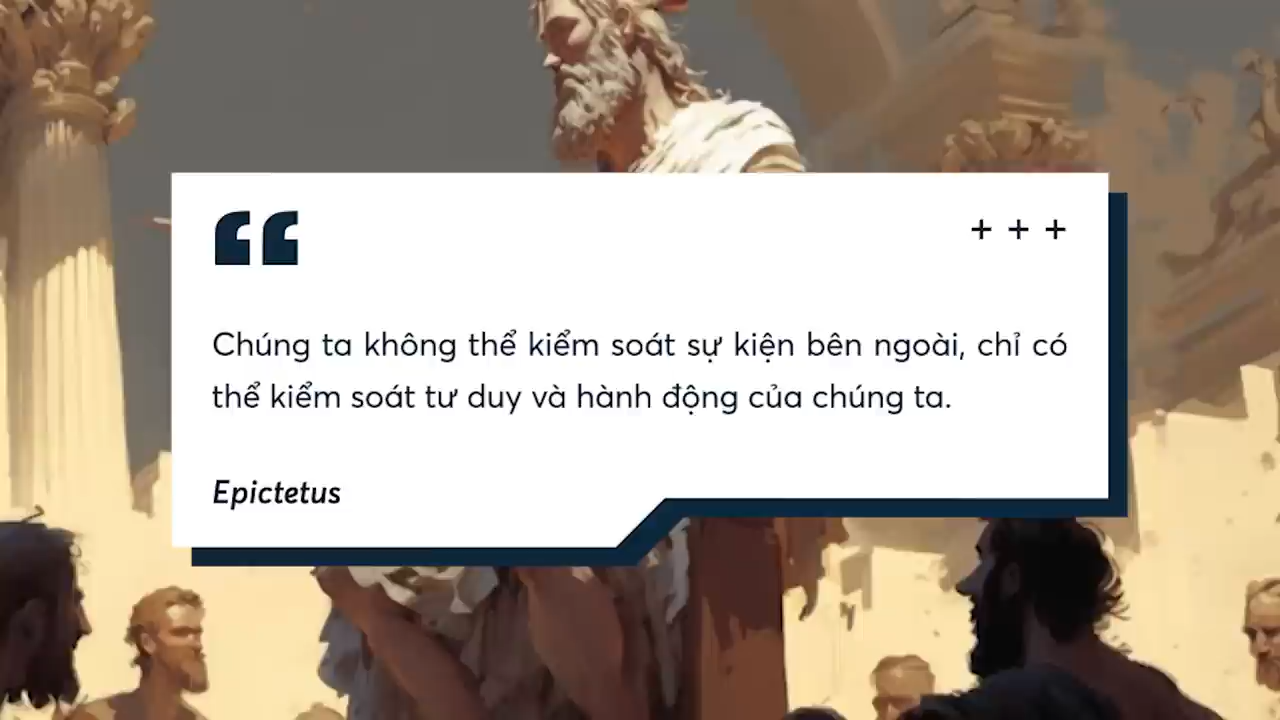 “
+ + +
Chúng ta không thể kiểm soát sự kiện bên ngoài, chỉ có
thể kiểm soát tư duy và hành động của chúng ta.
Epictetus